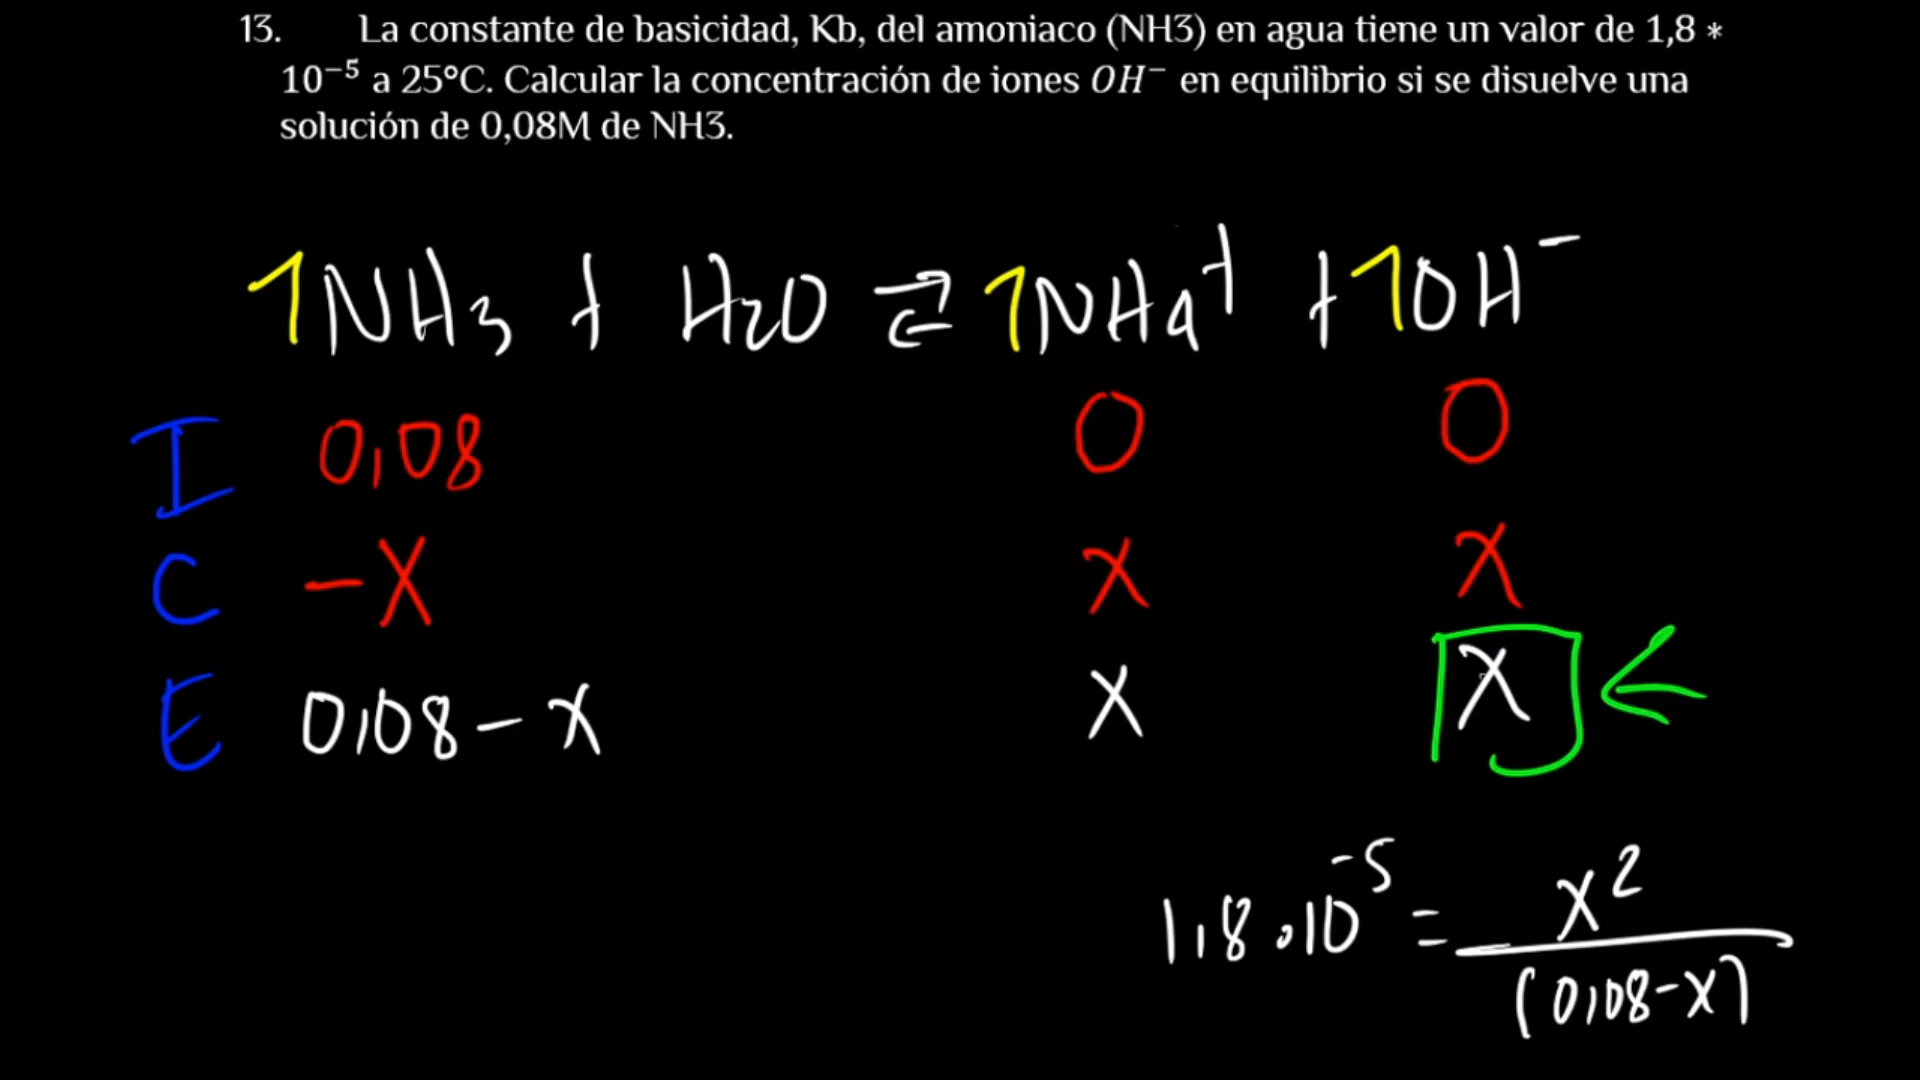 13. La constante de basicidad, Kb, del amoniaco (NH3) en agua tiene un valor de 1,8 *
10⁻⁵ a 25°C. Calcular la concentración de iones OH⁻ en equilibrio si se disuelve una
solución de 0,08M de NH3.
1NH3 + H2O ⇄ 1NH4⁺ + 1OH⁻
I 0,08 0 0
C -X X X
E 0,08 - X X X
1,8.10⁻⁵ = X² / (0,08-X)